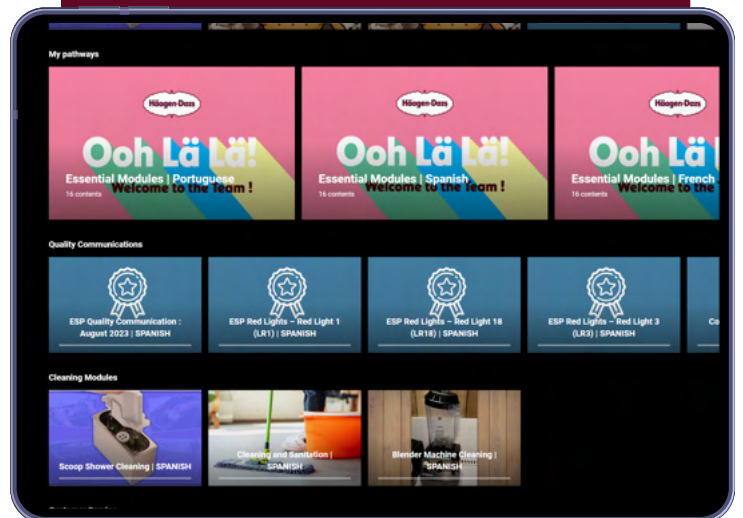 My pathways
Häagen-Dazs
Ooh Lä Lä!
Essential Modules | Portuguese
16 contents
Welcome to the Team !
Häagen-Dazs
Ooh Lä Lä!
Essential Modules | Spanish
16 contents
Welcome to the Team !
Häagen-Dazs
Ooh Lä L
Essential Modules | French
16 contents
Welcome to the
Quality Communications
ESP Quality Communication :
August 2023 | SPANISH
ESP Red Lights – Red Light 1
(LR1) | SPANISH
ESP Red Lights – Red Light 18
(LR18) | SPANISH
ESP Red Lights – Red Light 3
(LR3) | SPANISH
Co
Cleaning Modules
Scoop Shower Cleaning | SPANISH
Cleaning and Sanitation |
SPANISH
Blender Machine Cleaning |
SPANISH